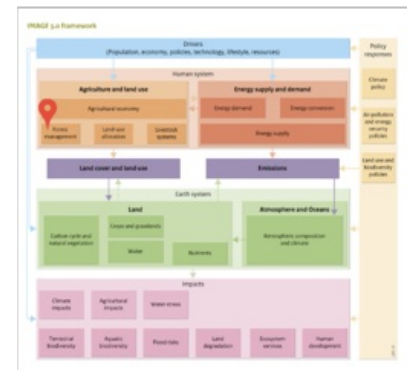 IMAGE 3.0 framework
Drivers
(Population, economy, policies, technology, lifestyle, resources)
Policy
responses
Human system
Agriculture and land use
Energy supply and demand
Climate
policy
Agricultural economy
Energy demand
Energy conversion
Air pollution
and energy
security
policies
Forest
management
Land-use
allocation
Livestock
systems
Energy supply
Land cover and land use
Emissions
Land use and
biodiversity
policies
Earth system
Land
Atmosphere and Oceans
Carbon cycle and
natural vegetation
Crops and grasslands
Water
Nutrients
Atmospheric composition
and climate
Impacts
Climate
impacts
Agricultural
impacts
Water stress
Terrestrial
biodiversity
Aquatic
biodiversity
Flood risks
Land
degradation
Ecosystem
services
Human
development